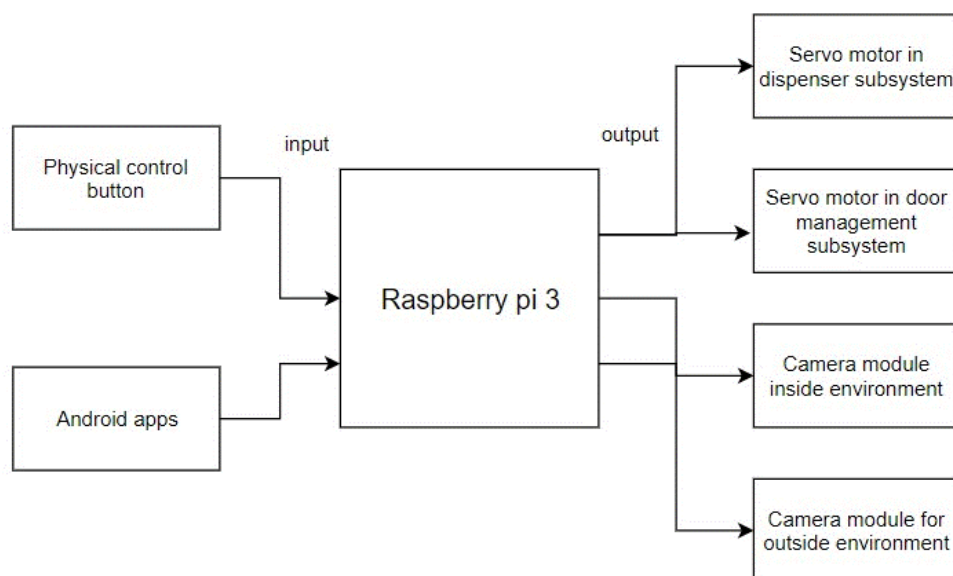 Servo motor in
dispenser subsystem
input
output
Physical control
button
Servo motor in door
management
subsystem
Raspberry pi 3
Android apps
Camera module
inside environment
Camera module for
outside environment